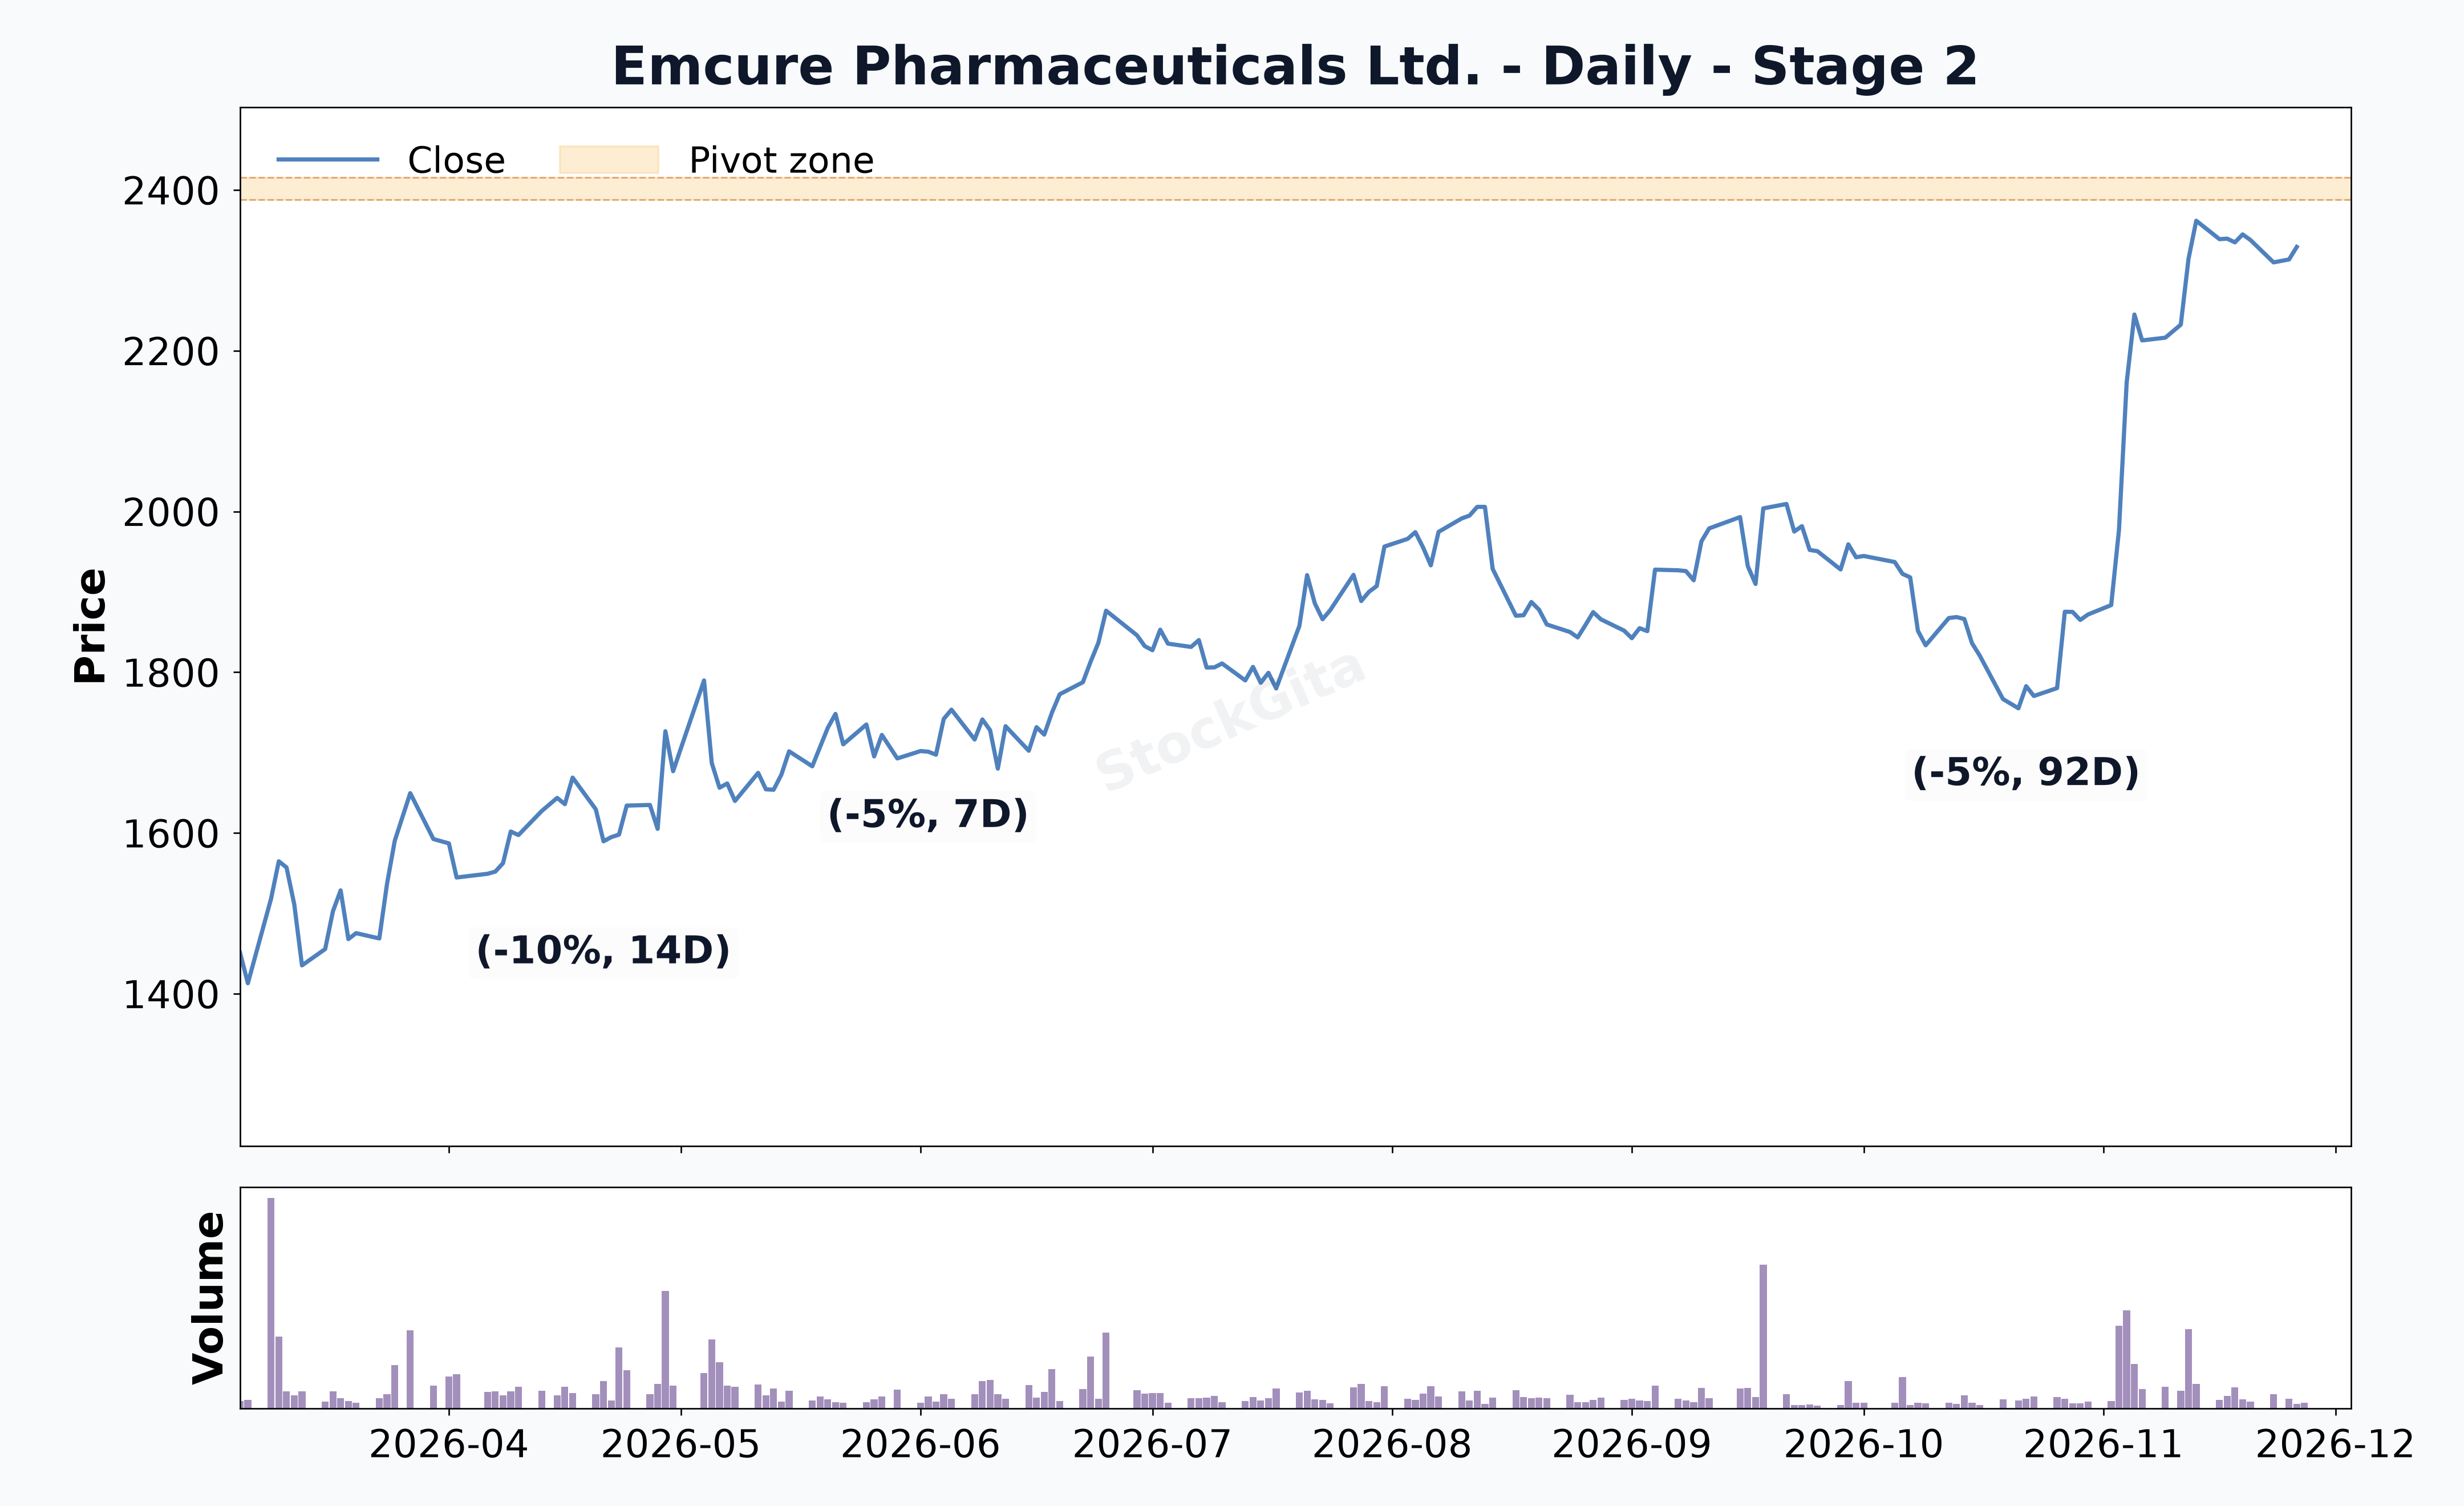 Emcure Pharmaceuticals Ltd. - Daily - Stage 2
Close
Pivot zone
Price
2400
2200
2000
1800
1600
1400
StockGita
(-10%, 14D)
(-5%, 7D)
(-5%, 92D)
Volume
2026-04
2026-05
2026-06
2026-07
2026-08
2026-09
2026-10
2026-11
2026-12